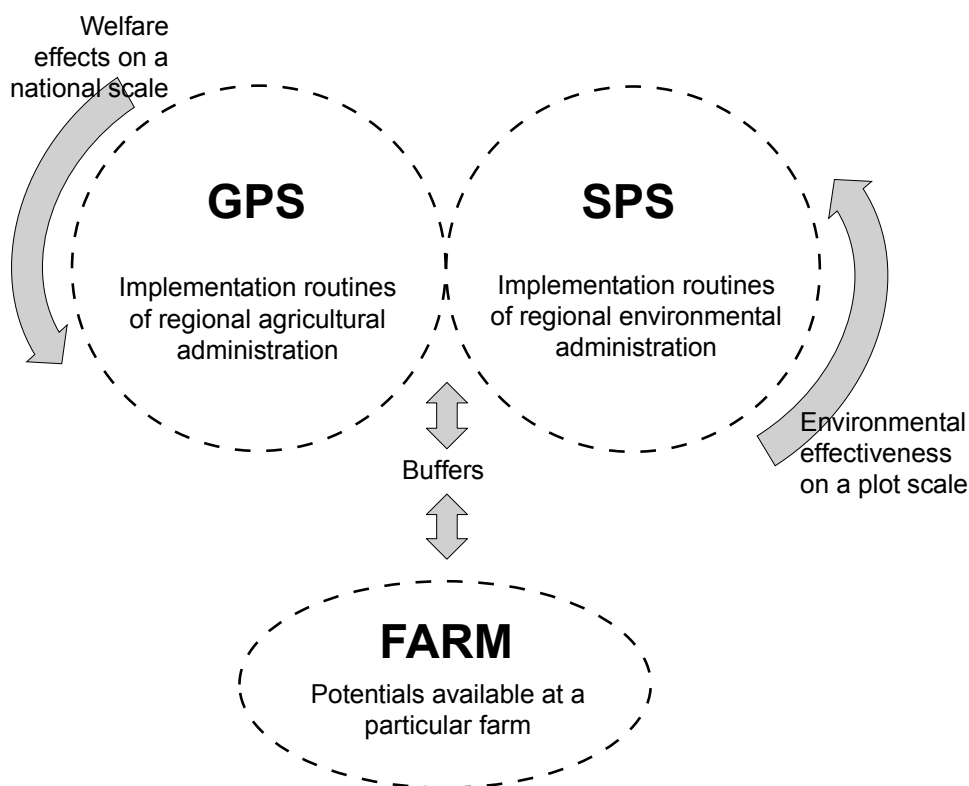 Welfare
effects on a
national scale
GPS
Implementation routines
of regional agricultural
administration
SPS
Implementation routines
of regional environmental
administration
Environmental
effectiveness
on a plot scale
Buffers
FARM
Potentials available at a
particular farm